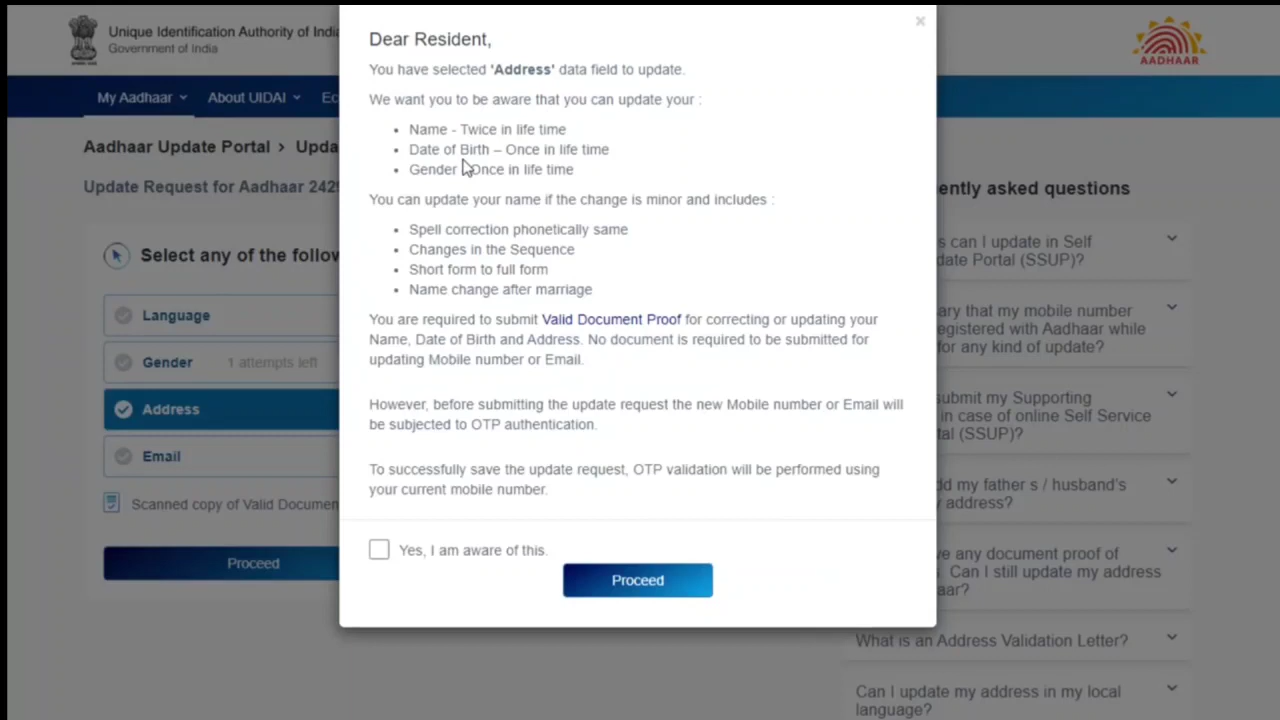 Unique Identification Authority of India
Government of India
AADHAAR
My Aadhaar
About UIDAI
Aadhaar Update Portal >
Update Request for Aadhaar
Select any of the
Language
Gender 1 attempts left
Address
Email
Scanned copy of Valid
Proceed
×
Dear Resident,
You have selected 'Address' data field to update.
We want you to be aware that you can update your :
• Name - Twice in life time
• Date of Birth – Once in life time
• Gender Once in life time
You can update your name if the change is minor and includes :
• Spell correction phonetically same
• Changes in the Sequence
• Short form to full form
• Name change after marriage
You are required to submit Valid Document Proof for correcting or updating your
Name, Date of Birth and Address. No document is required to be submitted for
updating Mobile number or Email.
However, before submitting the update request the new Mobile number or Email will
be subjected to OTP authentication.
To successfully save the update request, OTP validation will be performed using
your current mobile number.
Yes, I am aware of this.
Proceed
asked questions
can I update in Self
Portal (SSUP)?
that my mobile number
with Aadhaar while
for any kind of update?
my Supporting
in case of online Self Service
(SSUP)?
my father s / husband's
address?
any document proof of
Can I still update my address
What is an Address Validation Letter?
Can I update my address in my local
language?